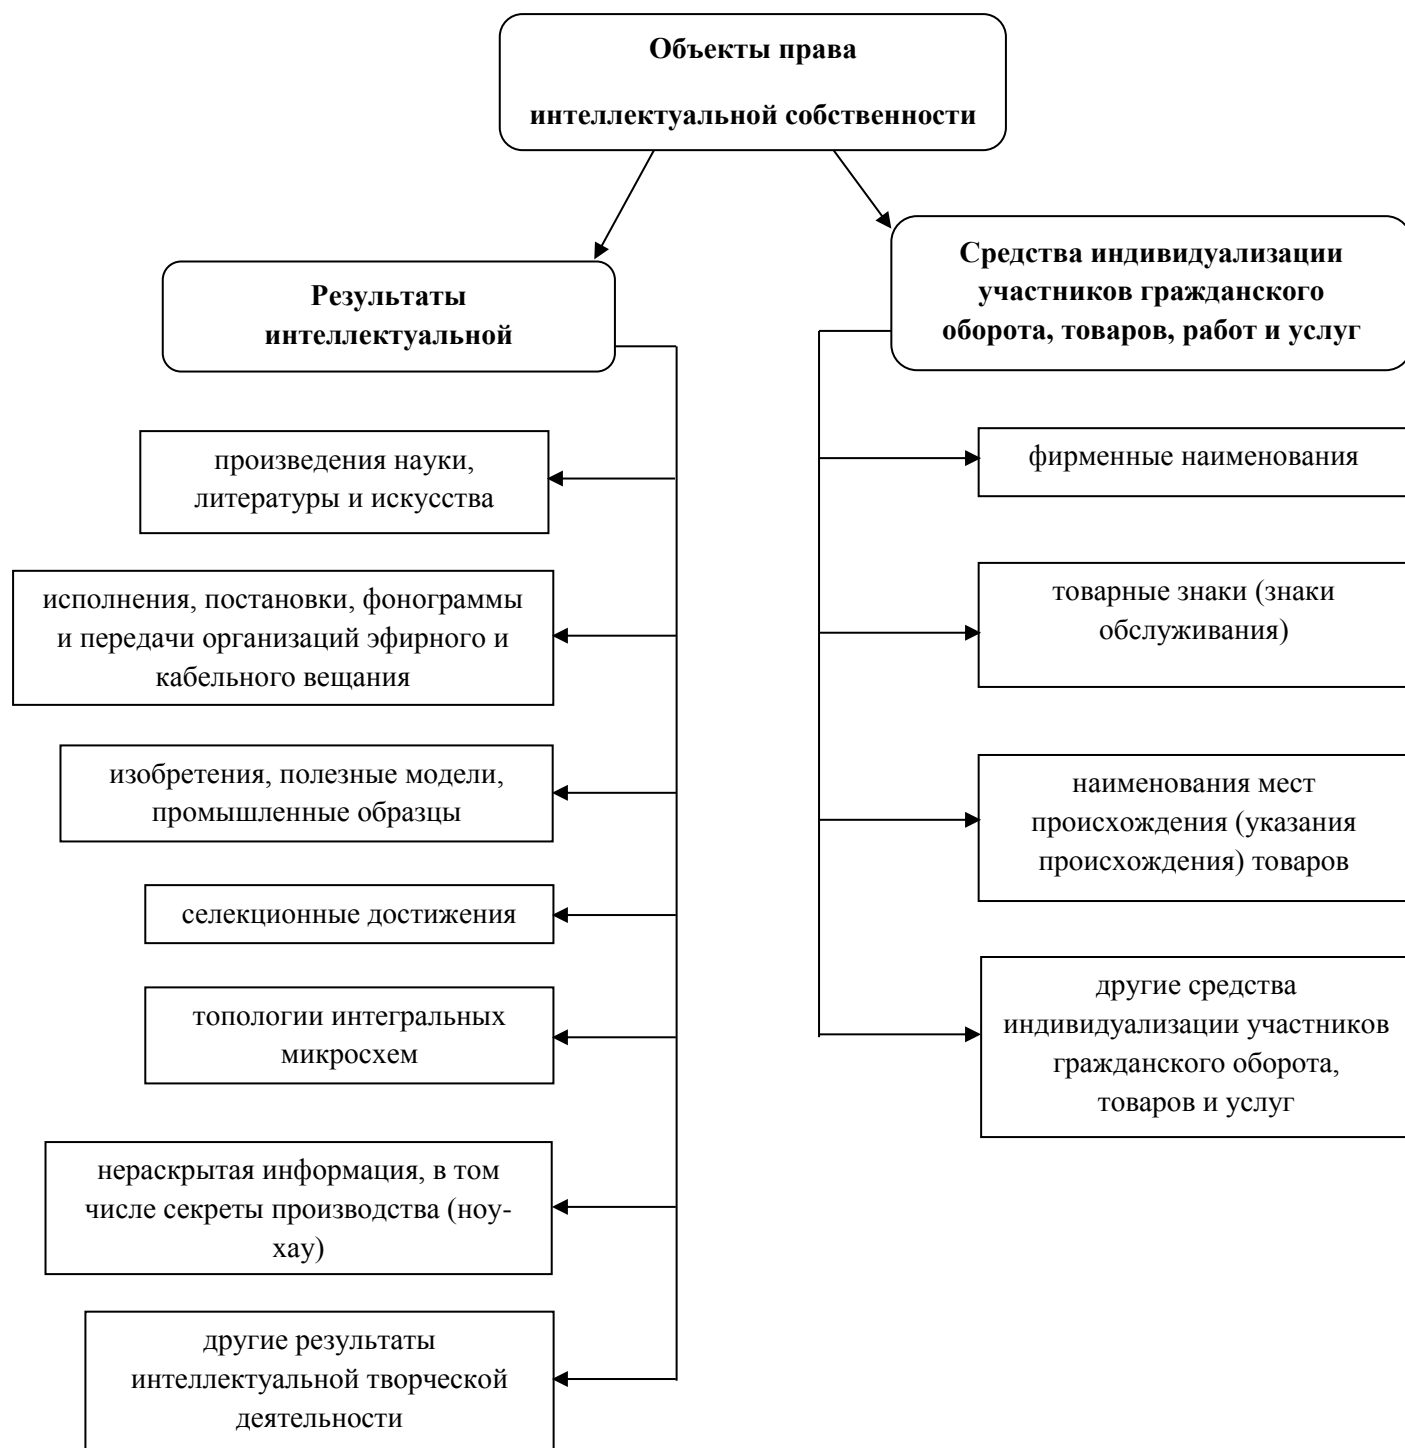 Объекты права
интеллектуальной собственности
Результаты
интеллектуальной
произведения науки,
литературы и искусства
исполнения, постановки, фонограммы
и передачи организаций эфирного и
кабельного вещания
изобретения, полезные модели,
промышленные образцы
селекционные достижения
топологии интегральных
микросхем
нераскрытая информация, в том
числе секреты производства (ноу-
хау)
другие результаты
интеллектуальной творческой
деятельности
Средства индивидуализации
участников гражданского
оборота, товаров, работ и услуг
фирменные наименования
товарные знаки (знаки
обслуживания)
наименования мест
происхождения (указания
происхождения) товаров
другие средства
индивидуализации участников
гражданского оборота,
товаров и услуг